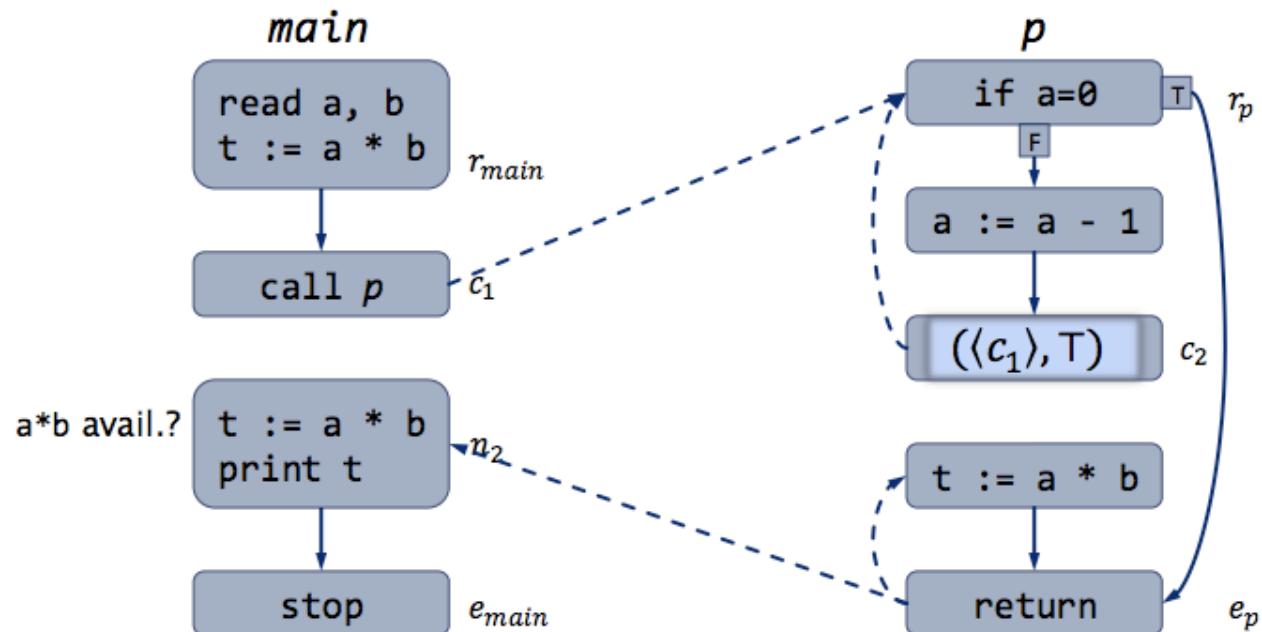 main
read a, b
t := a * b
r_main
call p
c_1
a*b avail.?
t := a * b
print t
n_2
stop
e_main
p
if a=0
T
r_p
F
a := a - 1
(⟨c_1⟩, ⊤)
c_2
t := a * b
return
e_p